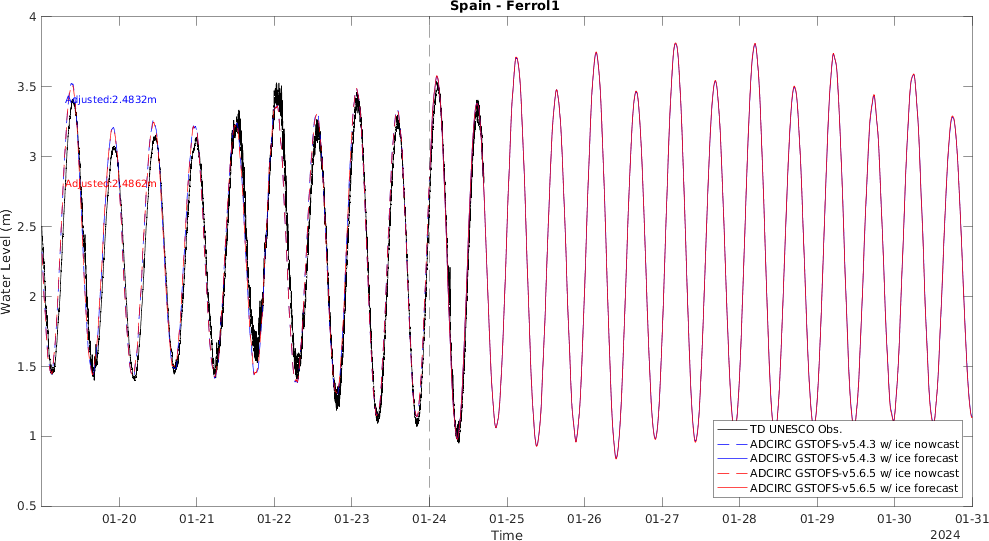 Spain - Ferrol1
4
3.5
3
2.5
2
1.5
1
0.5
Water Level (m)
Adjusted:2.4832m
Adjusted:2.4862m
TD UNESCO Obs.
ADCIRC GSTOFS-v5.4.3 w/ ice nowcast
ADCIRC GSTOFS-v5.4.3 w/ ice forecast
ADCIRC GSTOFS-v5.6.5 w/ ice nowcast
ADCIRC GSTOFS-v5.6.5 w/ ice forecast
01-20 01-21 01-22 01-23 01-24 01-25 01-26 01-27 01-28 01-29 01-30 01-31
Time
2024